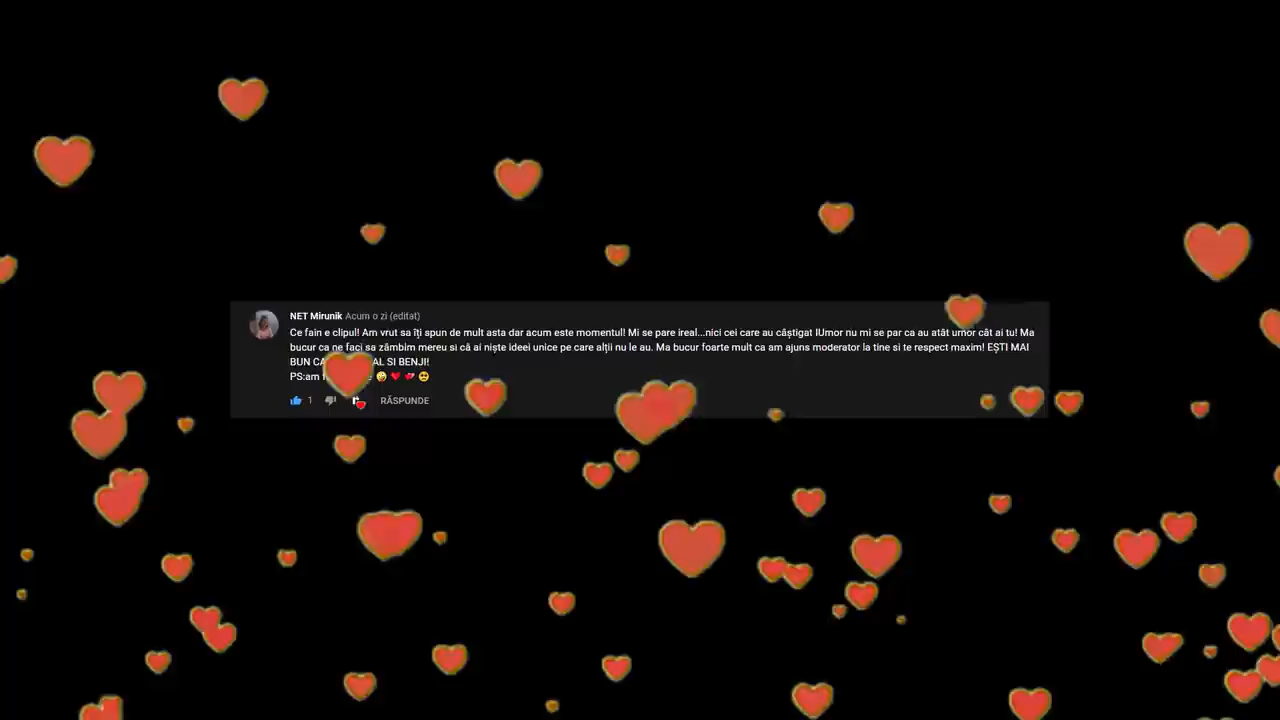 NET Mirunik Acum o zi (editat)
Ce fain e clipul! Am vrut sa îți spun de mult asta dar acum este momentul! Mi se pare ireal...nici cei care au câștigat IUmor nu mi se par ca au atât umor cât ai tu! Ma
bucur ca ne faci sa zâmbim mereu si că ai niște ideei unice pe care alții nu le au. Ma bucur foarte mult ca am ajuns moderator la tine si te respect maxim! EȘTI MAI
BUN CA AL SI BENJI!
PS:am 🤪 ❤️ 💕 🥺
1 RĂSPUNDE